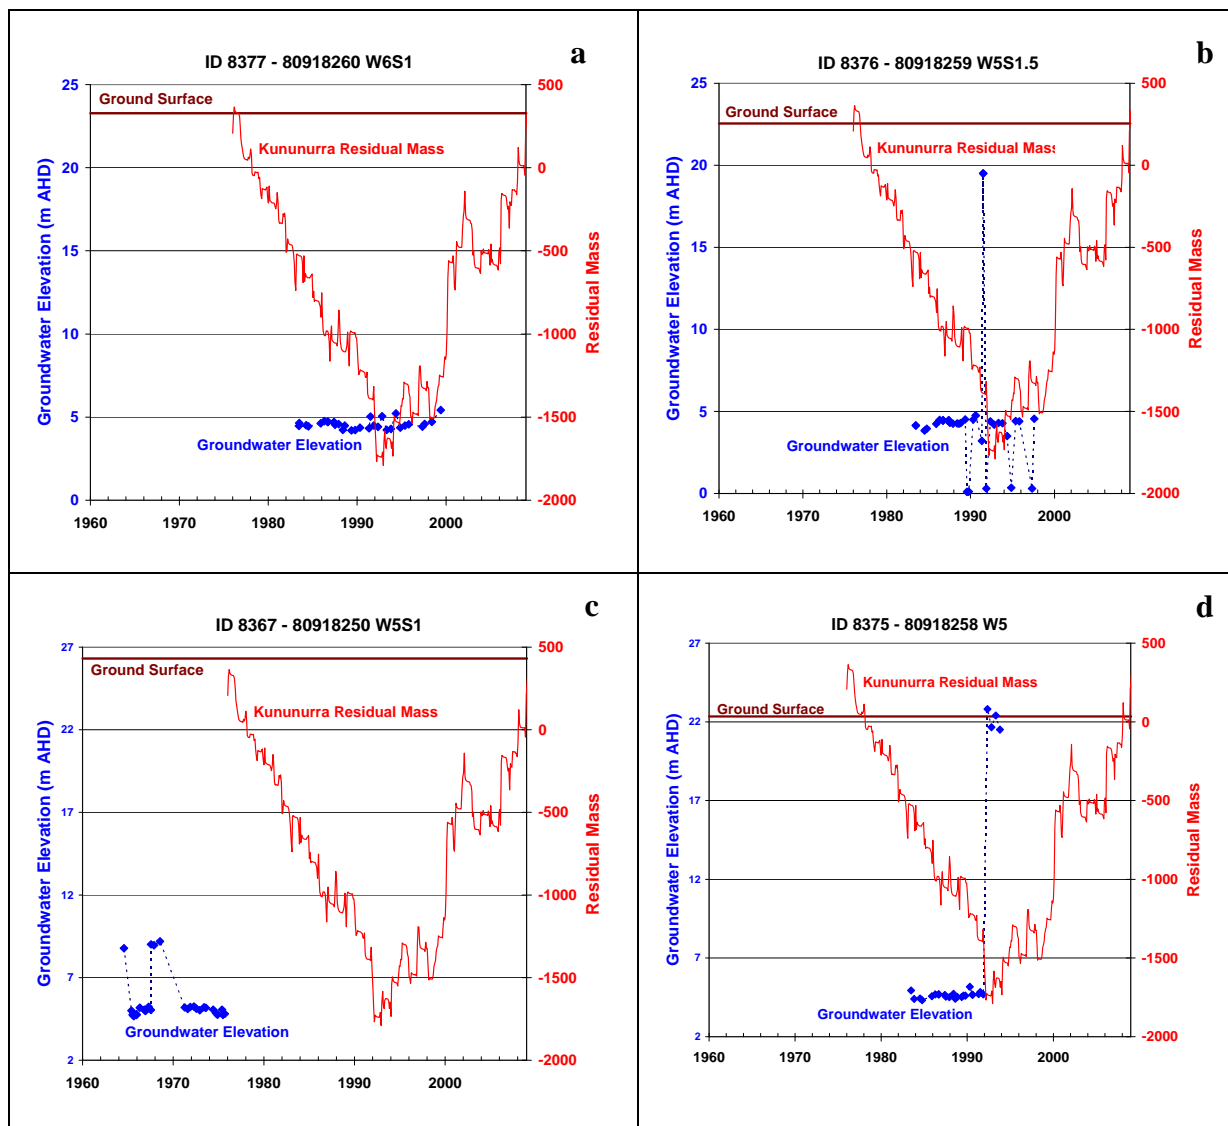 a
ID 8377 - 80918260 W6S1
25
20
15
10
5
0
500
0
-500
-1000
-1500
-2000
Ground Surface
Kununurra Residual Mass
Groundwater Elevation
Groundwater Elevation (m AHD)
Residual Mass
1960 1970 1980 1990 2000
b
ID 8376 - 80918259 W5S1.5
25
20
15
10
5
0
500
0
-500
-1000
-1500
-2000
Ground Surface
Kununurra Residual Mass
Groundwater Elevation
Groundwater Elevation (m AHD)
Residual Mass
1960 1970 1980 1990 2000
c
ID 8367 - 80918250 W5S1
27
22
17
12
7
2
500
0
-500
-1000
-1500
-2000
Ground Surface
Kununurra Residual Mass
Groundwater Elevation
Groundwater Elevation (m AHD)
Residual Mass
1960 1970 1980 1990 2000
d
ID 8375 - 80918258 W5
27
22
17
12
7
2
500
0
-500
-1000
-1500
-2000
Kununurra Residual Mass
Ground Surface
Groundwater Elevation
Groundwater Elevation (m AHD)
Residual Mass
1960 1970 1980 1990 2000